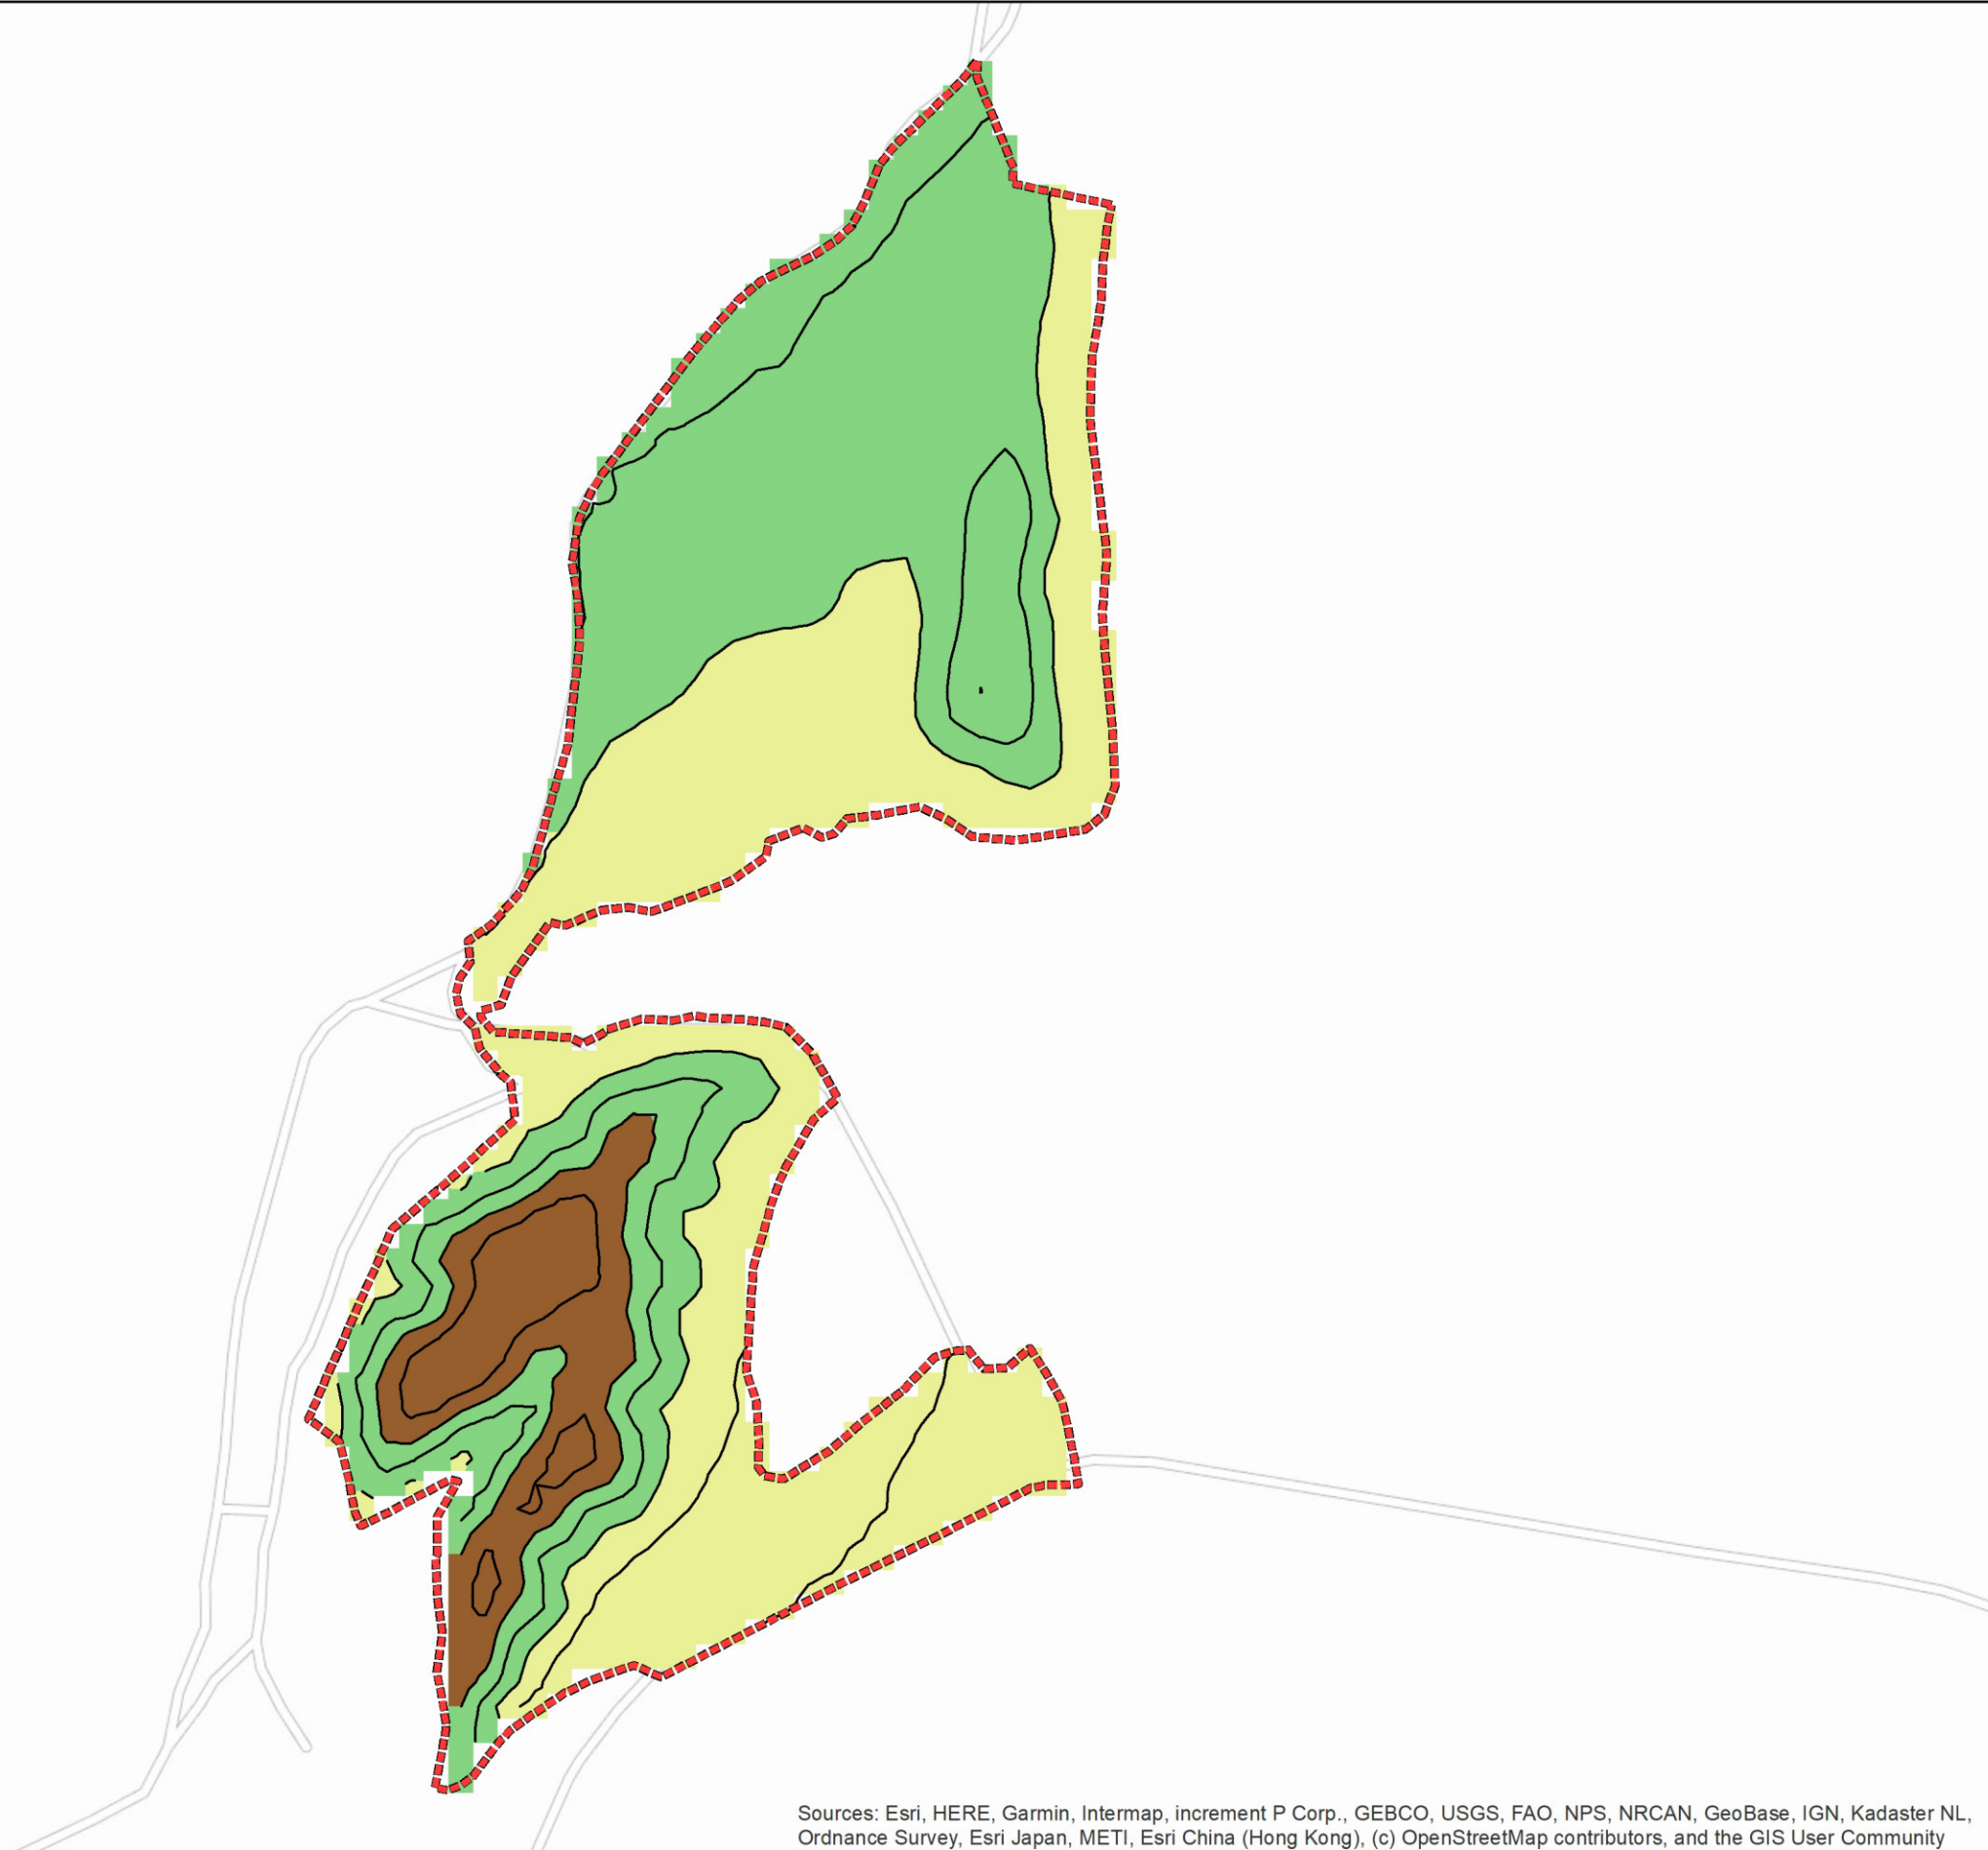 Sources: Esri, HERE, Garmin, Intermap, increment P Corp., GEBCO, USGS, FAO, NPS, NRCAN, GeoBase, IGN, Kadaster NL,
Ordnance Survey, Esri Japan, METI, Esri China (Hong Kong), (c) OpenStreetMap contributors, and the GIS User Community